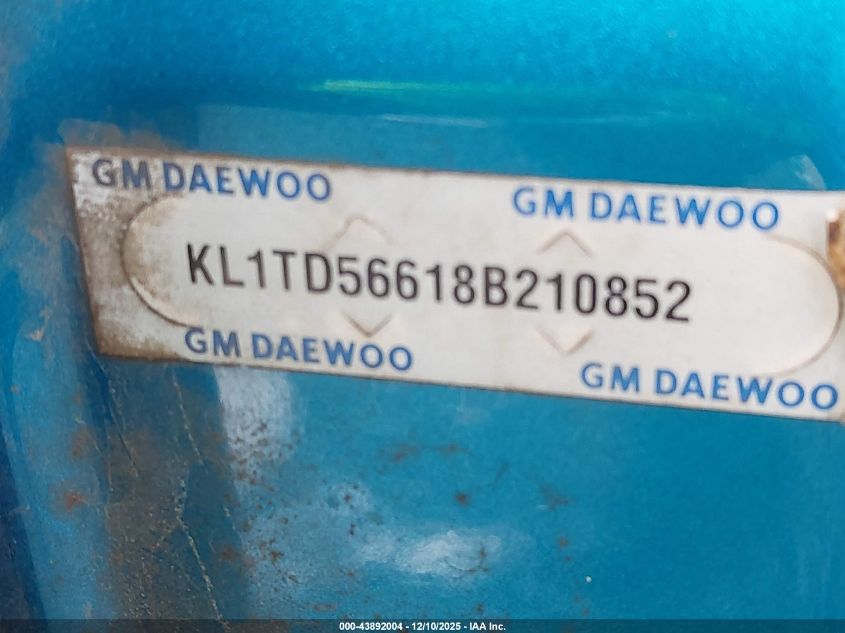 GM DAEWOO
GM DAEWOO
KL1TD56618B210852
GM DAEWOO
GM DAEWOO
000-43892004 - 12/10/2025 - IAA Inc.